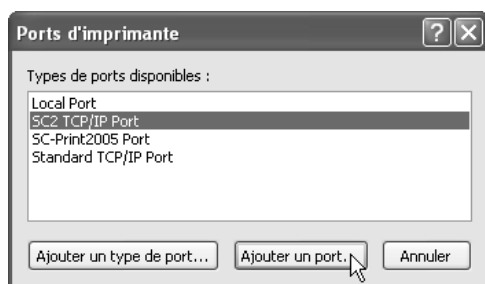 Ports d'imprimante
Types de ports disponibles :
Local Port
SC2 TCP/IP Port
SC-Print2005 Port
Standard TCP/IP Port
Ajouter un type de port... Ajouter un port... Annuler